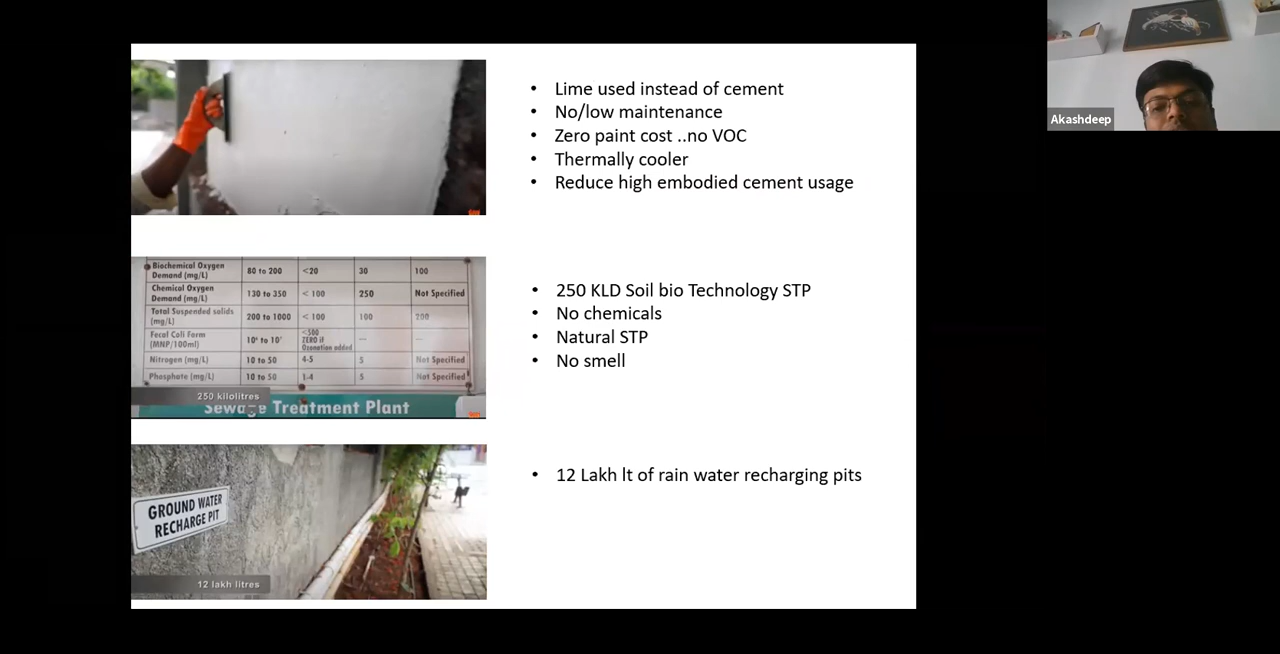 • Lime used instead of cement
• No/low maintenance
• Zero paint cost ..no VOC
• Thermally cooler
• Reduce high embodied cement usage
Akashdeep
Biochemical Oxygen Demand (mg/L) 80 to 200 <20 30 100
Chemical Oxygen Demand (mg/L) 130 to 350 < 100 250 Not Specified
Total Suspended solids (mg/L) 200 to 1000 < 100 100 200
Fecal Coli Form (MNP/100ml) <500 ZERO if Ozonation added
Nitrogen (mg/L) 10 to 50 4-5 5 Not Specified
Phosphate (mg/L) 10 to 50 1-4 5 Not Specified
250 kilolitres
Sewage Treatment Plant
• 250 KLD Soil bio Technology STP
• No chemicals
• Natural STP
• No smell
GROUND WATER
RECHARGE PIT
12 lakh litres
• 12 Lakh lt of rain water recharging pits